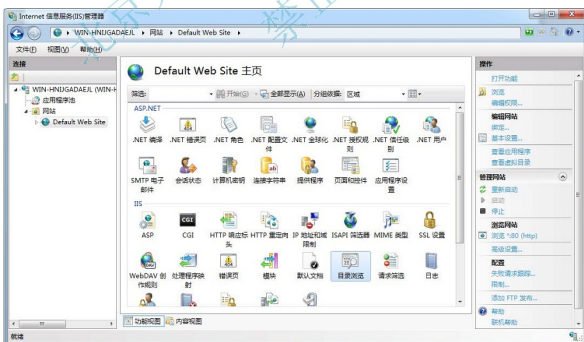 Internet 信息服务(IIS)管理器
WIN-HNIJGADAEJL ▸ 网站 ▸ Default Web Site ▸
文件(F) 视图(V) 帮助(H)
连接
WIN-HNIJGADAEJL (WIN-H
应用程序池
网站
Default Web Site
Default Web Site 主页
筛选: 开始(G) 全部显示(A) 分组依据: 区域
ASP.NET
.NET 编译 .NET 错误页 .NET 角色 .NET 配置文件 .NET 全球化 .NET 授权规则 .NET 信任级别 .NET 用户
SMTP 电子邮件 会话状态 计算机密钥 连接字符串 提供程序 页面和控件 应用程序设置
IIS
ASP CGI HTTP 响应标头 HTTP 重定向 IP 地址和域限制 ISAPI 筛选器 MIME 类型 SSL 设置
WebDAV 创作规则 处理程序映射 错误页 模块 默认文档 目录浏览 请求筛选 日志
功能视图 内容视图
就绪
操作
打开功能
浏览
编辑权限...
编辑网站
绑定...
基本设置...
查看应用程序
查看虚拟目录
管理网站
重新启动
启动
停止
浏览网站
浏览 *:80 (http)
高级设置...
配置
失败请求跟踪...
限制...
添加 FTP 发布...
帮助
联机帮助